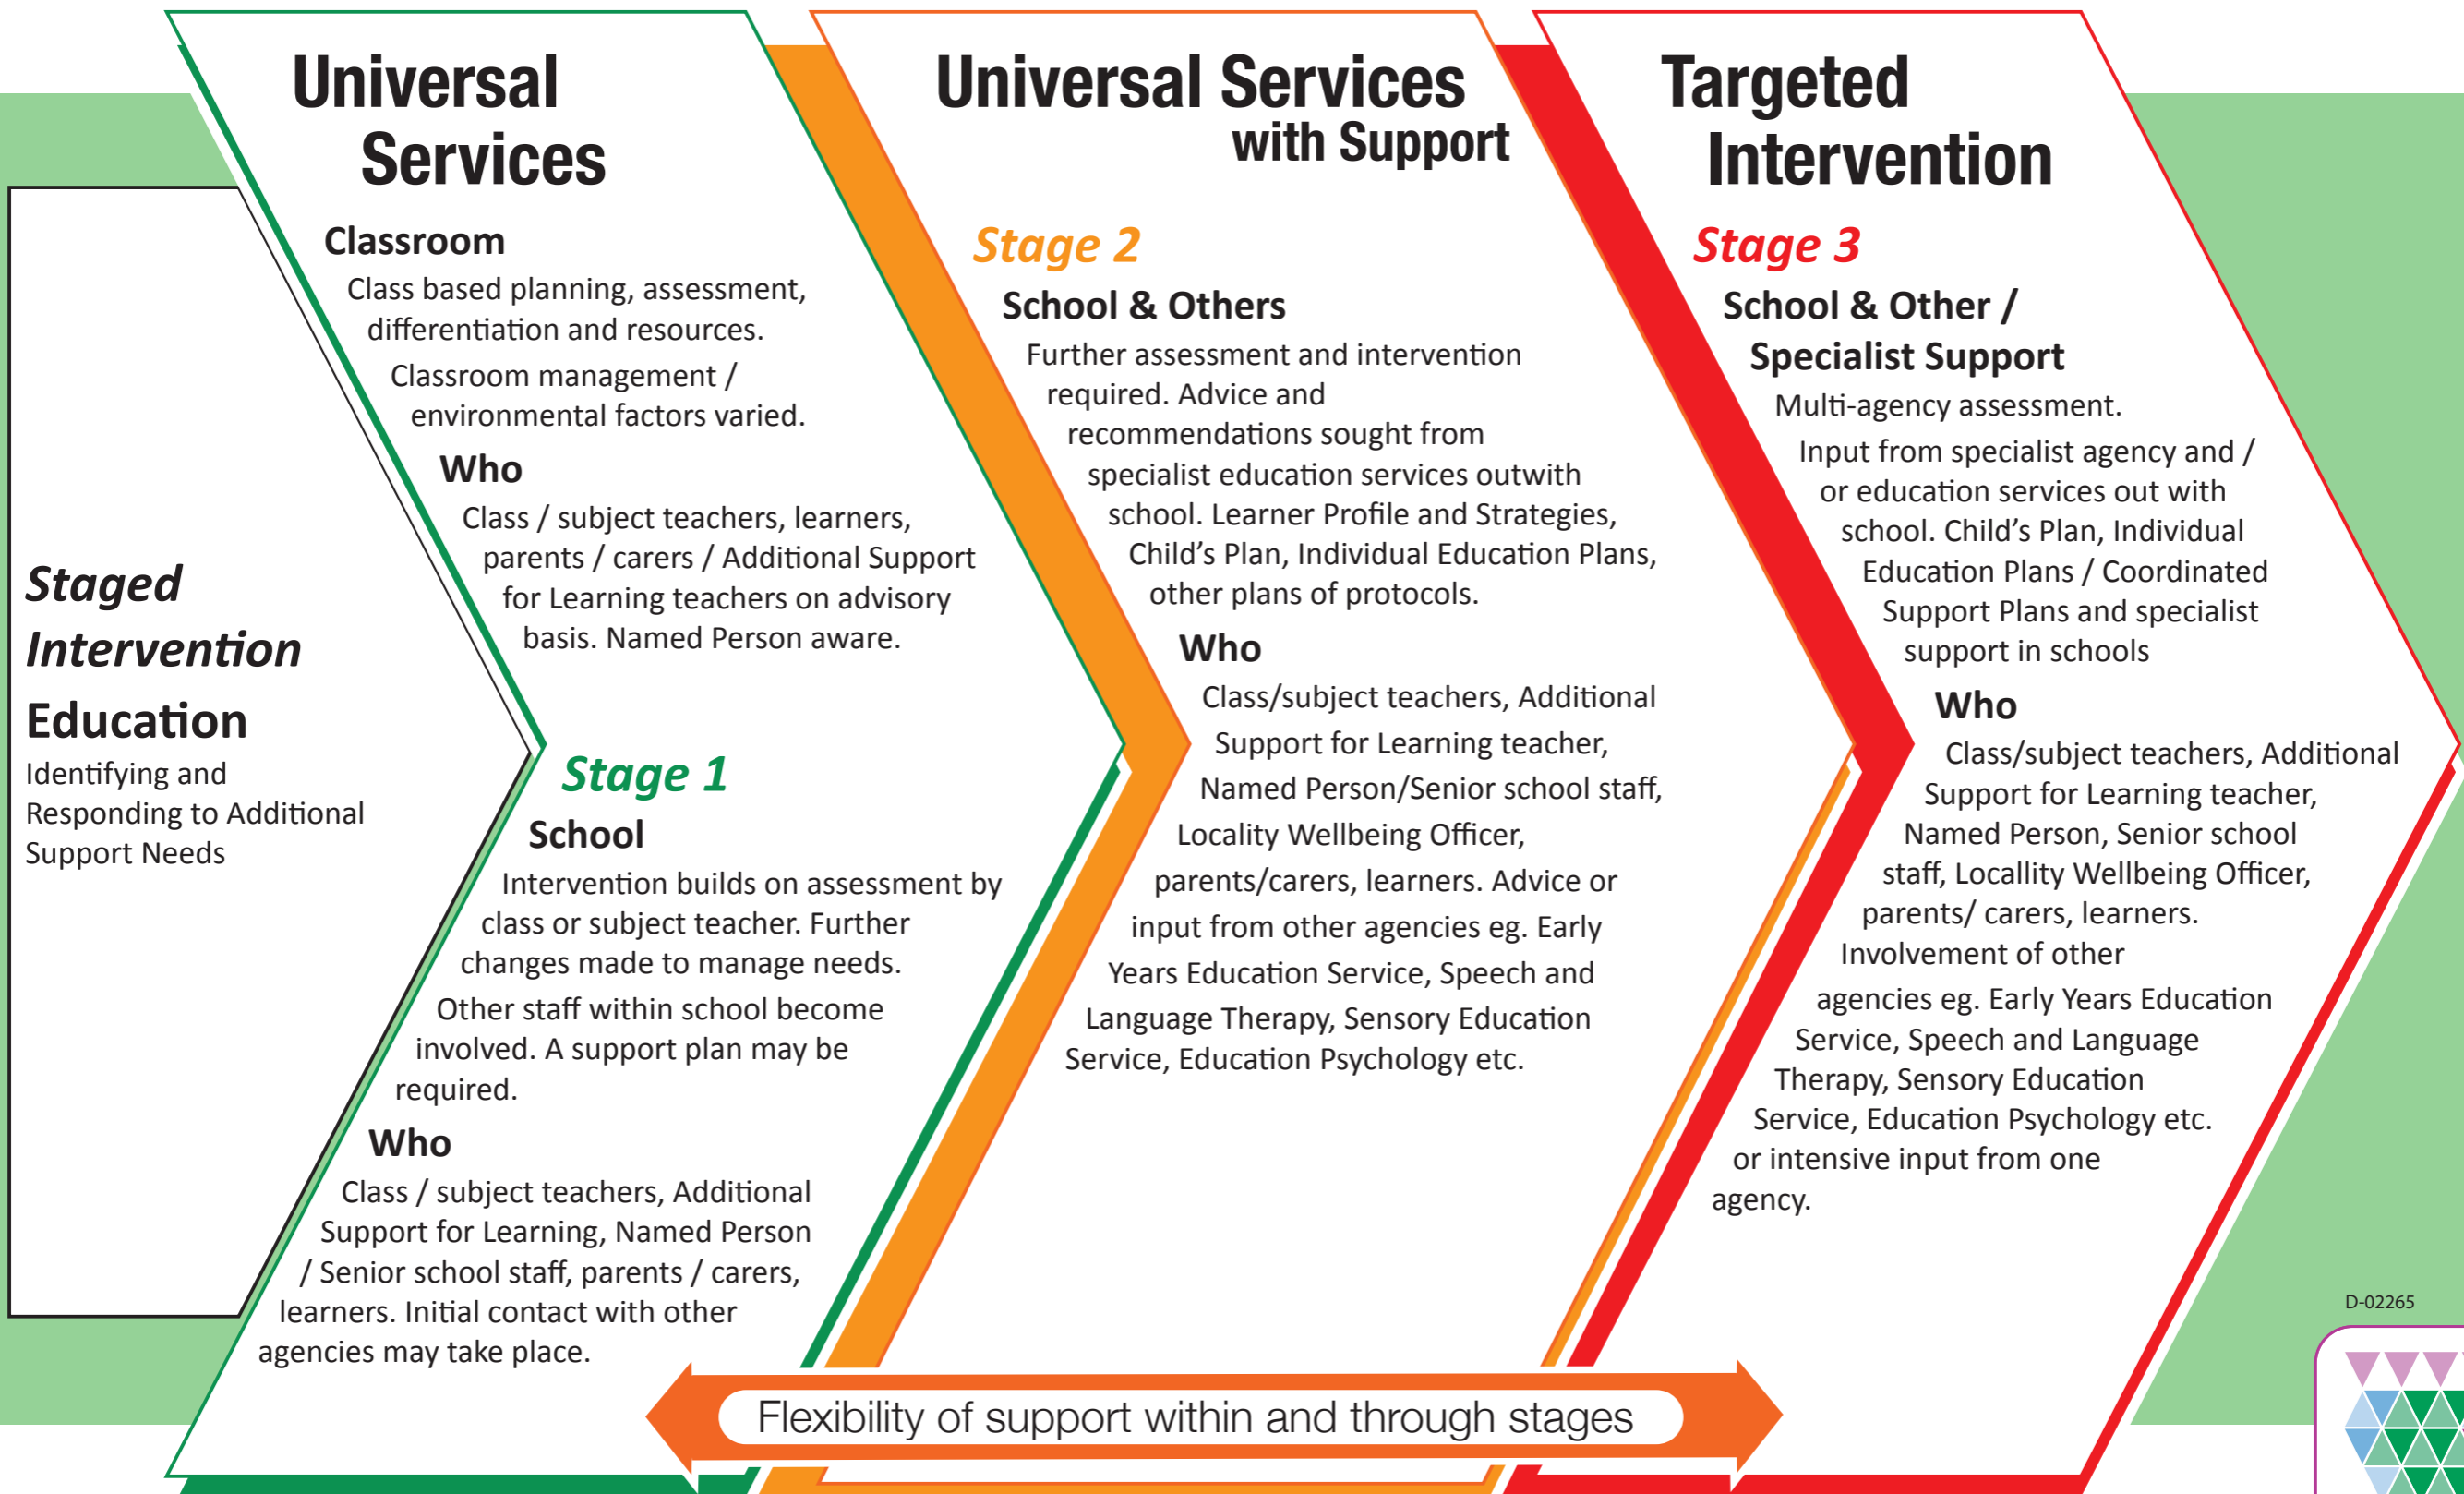 Staged
Intervention
Education
Identifying and
Responding to Additional
Support Needs
Universal
Services
Classroom
Class based planning, assessment,
differentiation and resources.
Classroom management /
environmental factors varied.
Who
Class / subject teachers, learners,
parents / carers / Additional Support
for Learning teachers on advisory
basis. Named Person aware.
Stage 1
School
Intervention builds on assessment by
class or subject teacher. Further
changes made to manage needs.
Other staff within school become
involved. A support plan may be
required.
Who
Class / subject teachers, Additional
Support for Learning, Named Person
/ Senior school staff, parents / carers,
learners. Initial contact with other
agencies may take place.
Universal Services
with Support
Stage 2
School & Others
Further assessment and intervention
required. Advice and
recommendations sought from
specialist education services outwith
school. Learner Profile and Strategies,
Child’s Plan, Individual Education Plans,
other plans of protocols.
Who
Class/subject teachers, Additional
Support for Learning teacher,
Named Person/Senior school staff,
Locality Wellbeing Officer,
parents/carers, learners. Advice or
input from other agencies eg. Early
Years Education Service, Speech and
Language Therapy, Sensory Education
Service, Education Psychology etc.
Targeted
Intervention
Stage 3
School & Other /
Specialist Support
Multi-agency assessment.
Input from specialist agency and /
or education services out with
school. Child’s Plan, Individual
Education Plans / Coordinated
Support Plans and specialist
support in schools
Who
Class/subject teachers, Additional
Support for Learning teacher,
Named Person, Senior school
staff, Locallity Wellbeing Officer,
parents/ carers, learners.
Involvement of other
agencies eg. Early Years Education
Service, Speech and Language
Therapy, Sensory Education
Service, Education Psychology etc.
or intensive input from one
agency.
Flexibility of support within and through stages
D-02265